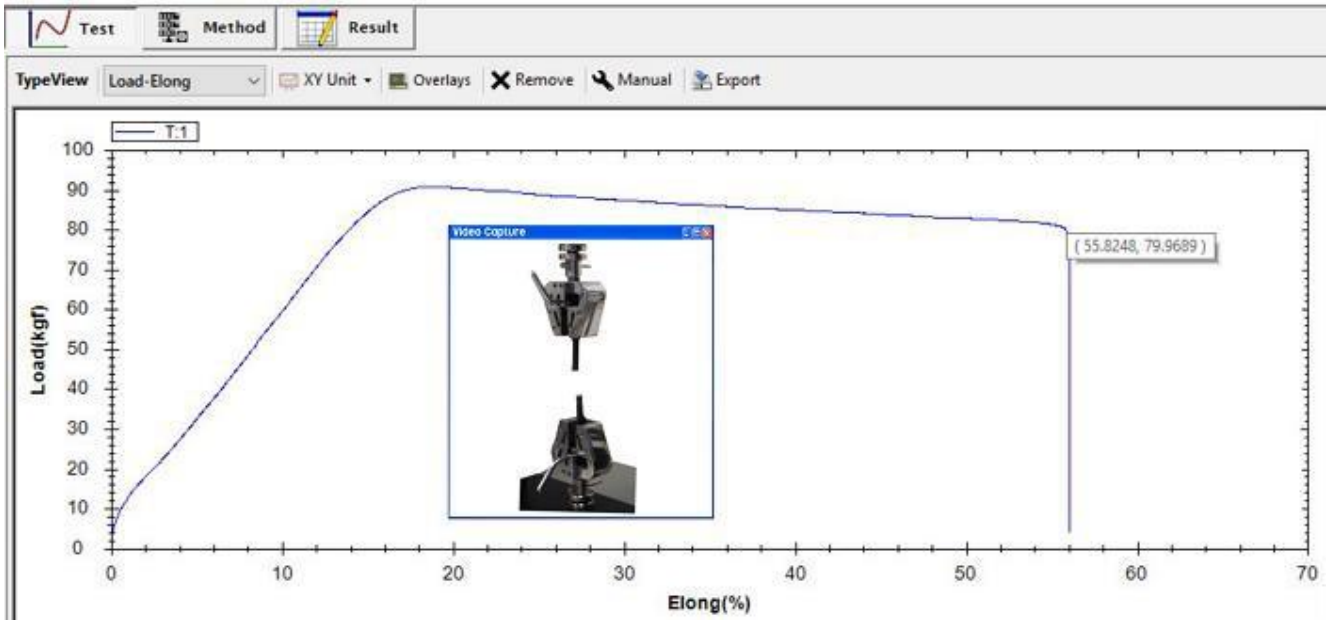 Test Method Result
TypeView Load-Elong XY Unit Overlays Remove Manual Export
T:1
100
90
80
70
60
50
40
30
20
10
0
Load(kgf)
Video Capture
( 55.8248, 79.9689 )
0 10 20 30 40 50 60 70
Elong(%)